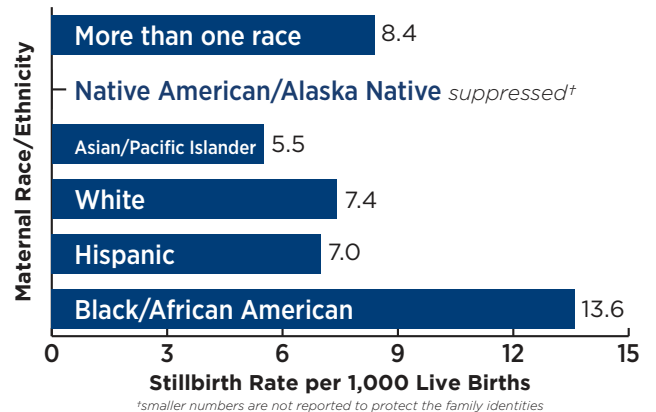 Maternal Race/Ethnicity
More than one race 8.4
Native American/Alaska Native suppressed†
Asian/Pacific Islander 5.5
White 7.4
Hispanic 7.0
Black/African American 13.6
0 3 6 9 12 15
Stillbirth Rate per 1,000 Live Births
†smaller numbers are not reported to protect the family identities